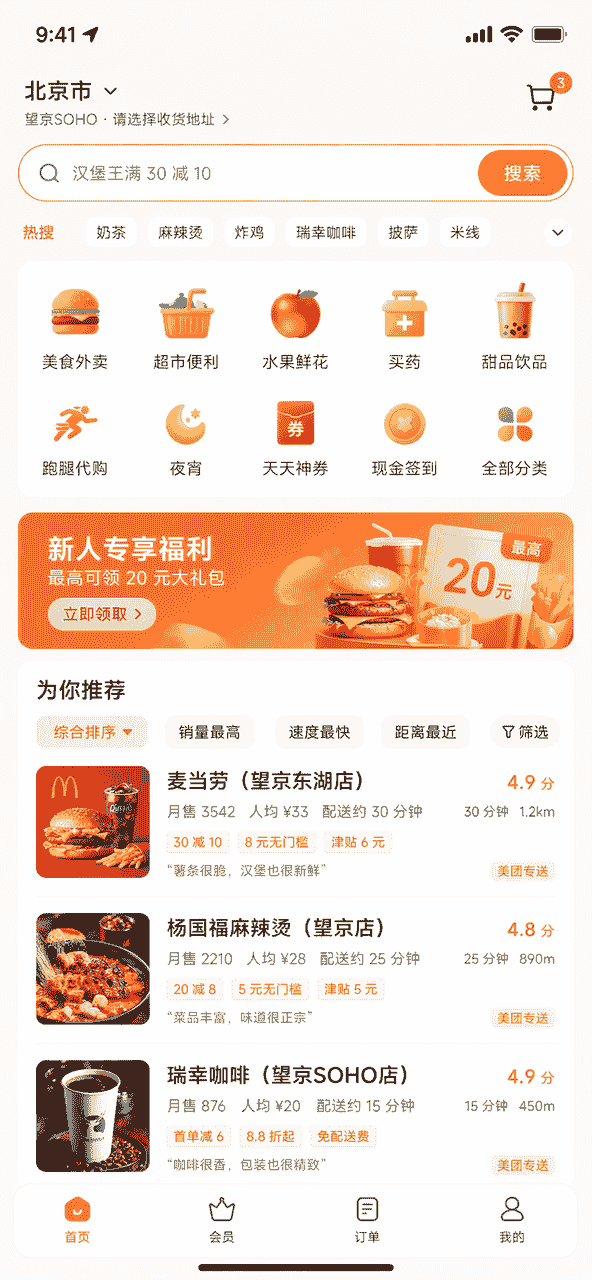 9:41
北京市
3
望京SOHO · 请选择收货地址
汉堡王满 30 减 10
搜索
热搜 奶茶 麻辣烫 炸鸡 瑞幸咖啡 披萨 米线
美食外卖 超市便利 水果鲜花 买药 甜品饮品
券
跑腿代购 夜宵 天天神券 现金签到 全部分类
新人专享福利
最高可领 20 元大礼包
立即领取
最高
20元
为你推荐
综合排序 销量最高 速度最快 距离最近 筛选
麦当劳（望京东湖店） 4.9 分
月售 3542 人均 ¥33 配送约 30 分钟 30 分钟 1.2km
30 减 10 8 元无门槛 津贴 6 元
“薯条很脆，汉堡也很新鲜” 美团专送
杨国福麻辣烫（望京店） 4.8 分
月售 2210 人均 ¥28 配送约 25 分钟 25 分钟 890m
20 减 8 5 元无门槛 津贴 5 元
“菜品丰富，味道很正宗” 美团专送
瑞幸咖啡（望京SOHO店） 4.9 分
月售 876 人均 ¥20 配送约 15 分钟 15 分钟 450m
首单减 6 8.8 折起 免配送费
“咖啡很香，包装也很精致” 美团专送
首页 会员 订单 我的